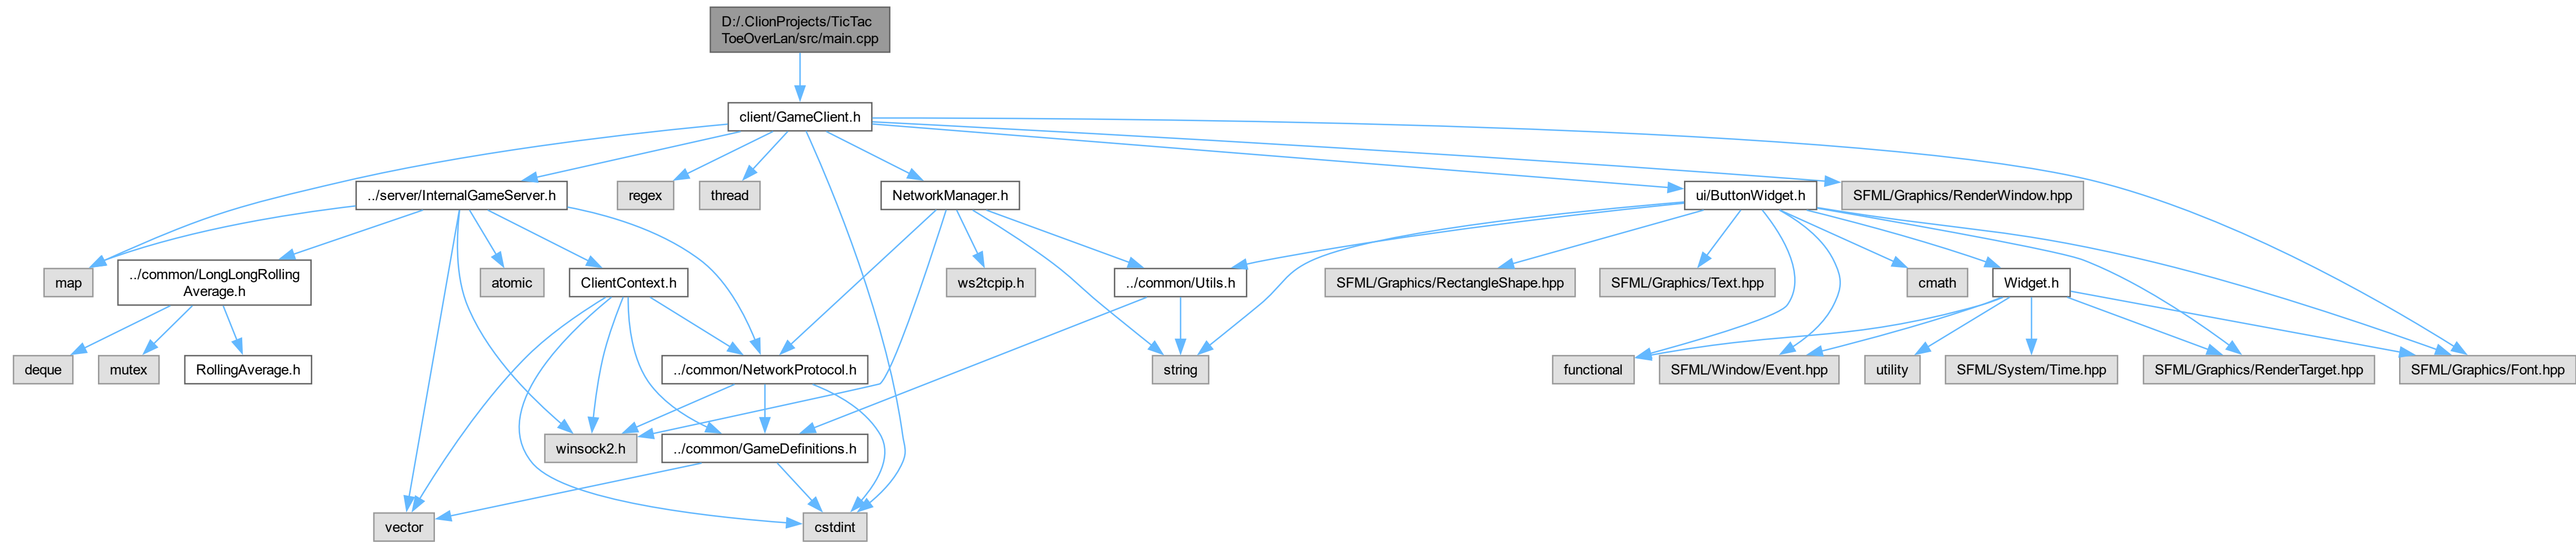 D:/.ClionProjects/TicTac
ToeOverLan/src/main.cpp
client/GameClient.h
../server/InternalGameServer.h
regex
thread
NetworkManager.h
ui/ButtonWidget.h
SFML/Graphics/RenderWindow.hpp
map
../common/LongLongRolling
Average.h
atomic
ClientContext.h
ws2tcpip.h
../common/Utils.h
SFML/Graphics/RectangleShape.hpp
SFML/Graphics/Text.hpp
cmath
Widget.h
deque
mutex
RollingAverage.h
../common/NetworkProtocol.h
string
functional
SFML/Window/Event.hpp
utility
SFML/System/Time.hpp
SFML/Graphics/RenderTarget.hpp
SFML/Graphics/Font.hpp
winsock2.h
../common/GameDefinitions.h
vector
cstdint